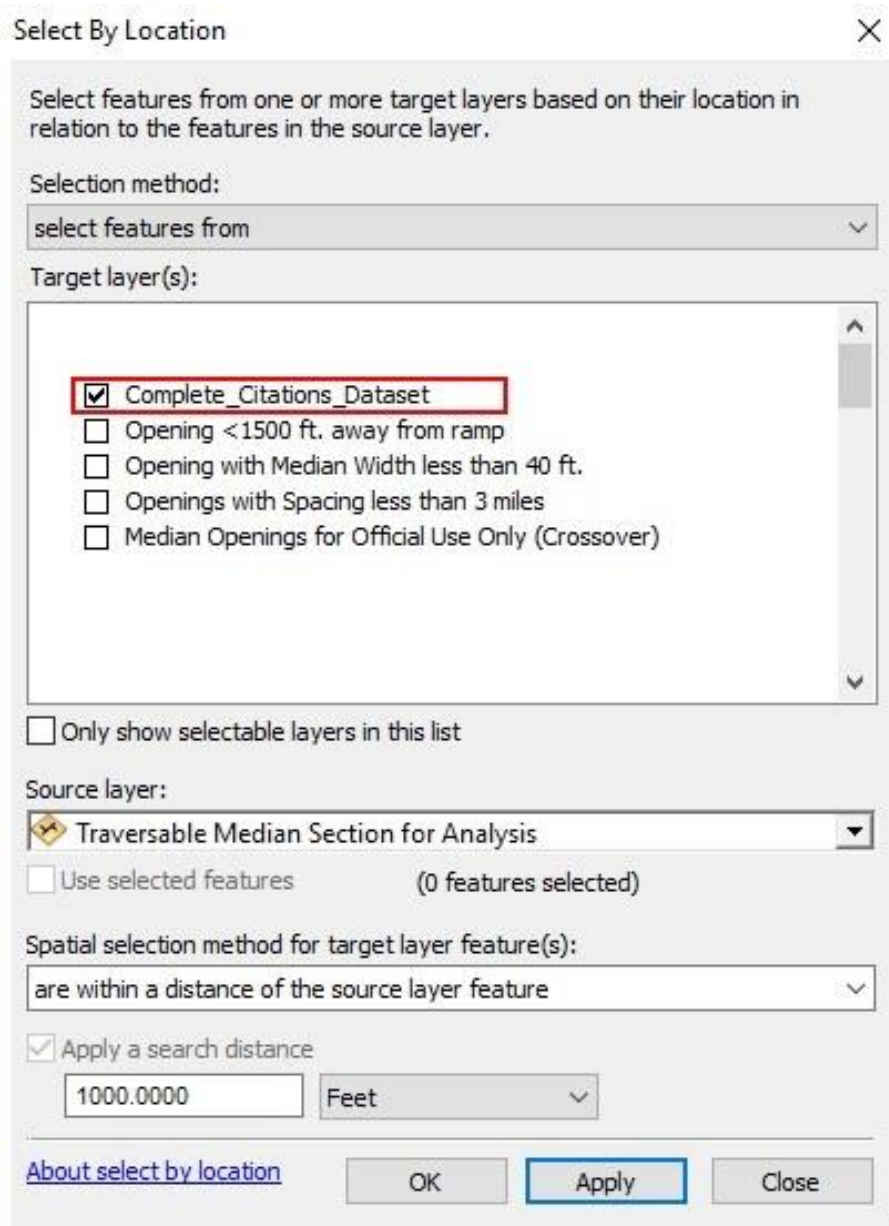 Select By Location
Select features from one or more target layers based on their location in
relation to the features in the source layer.
Selection method:
select features from
Target layer(s):
Complete_Citations_Dataset
Opening <1500 ft. away from ramp
Opening with Median Width less than 40 ft.
Openings with Spacing less than 3 miles
Median Openings for Official Use Only (Crossover)
Only show selectable layers in this list
Source layer:
Traversable Median Section for Analysis
Use selected features (0 features selected)
Spatial selection method for target layer feature(s):
are within a distance of the source layer feature
Apply a search distance
1000.0000 Feet
About select by location OK Apply Close